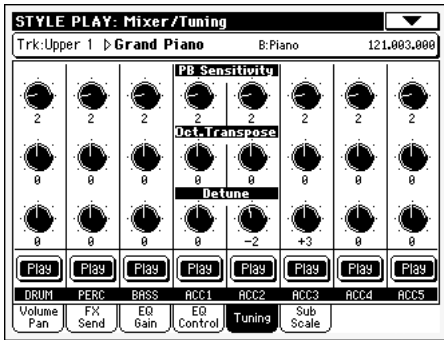 STYLE PLAY: Mixer/Tuning
Trk:Upper 1 ▷Grand Piano B:Piano 121.003.000
PB Sensitivity
2 2 2 2 2 2 2 2
Oct.Transpose
0 0 0 0 0 0 0 0
Detune
0 0 0 0 -2 +3 0 0
Play Play Play Play Play Play Play Play
DRUM PERC BASS ACC1 ACC2 ACC3 ACC4 ACC5
Volume Pan FX Send EQ Gain EQ Control Tuning Sub Scale